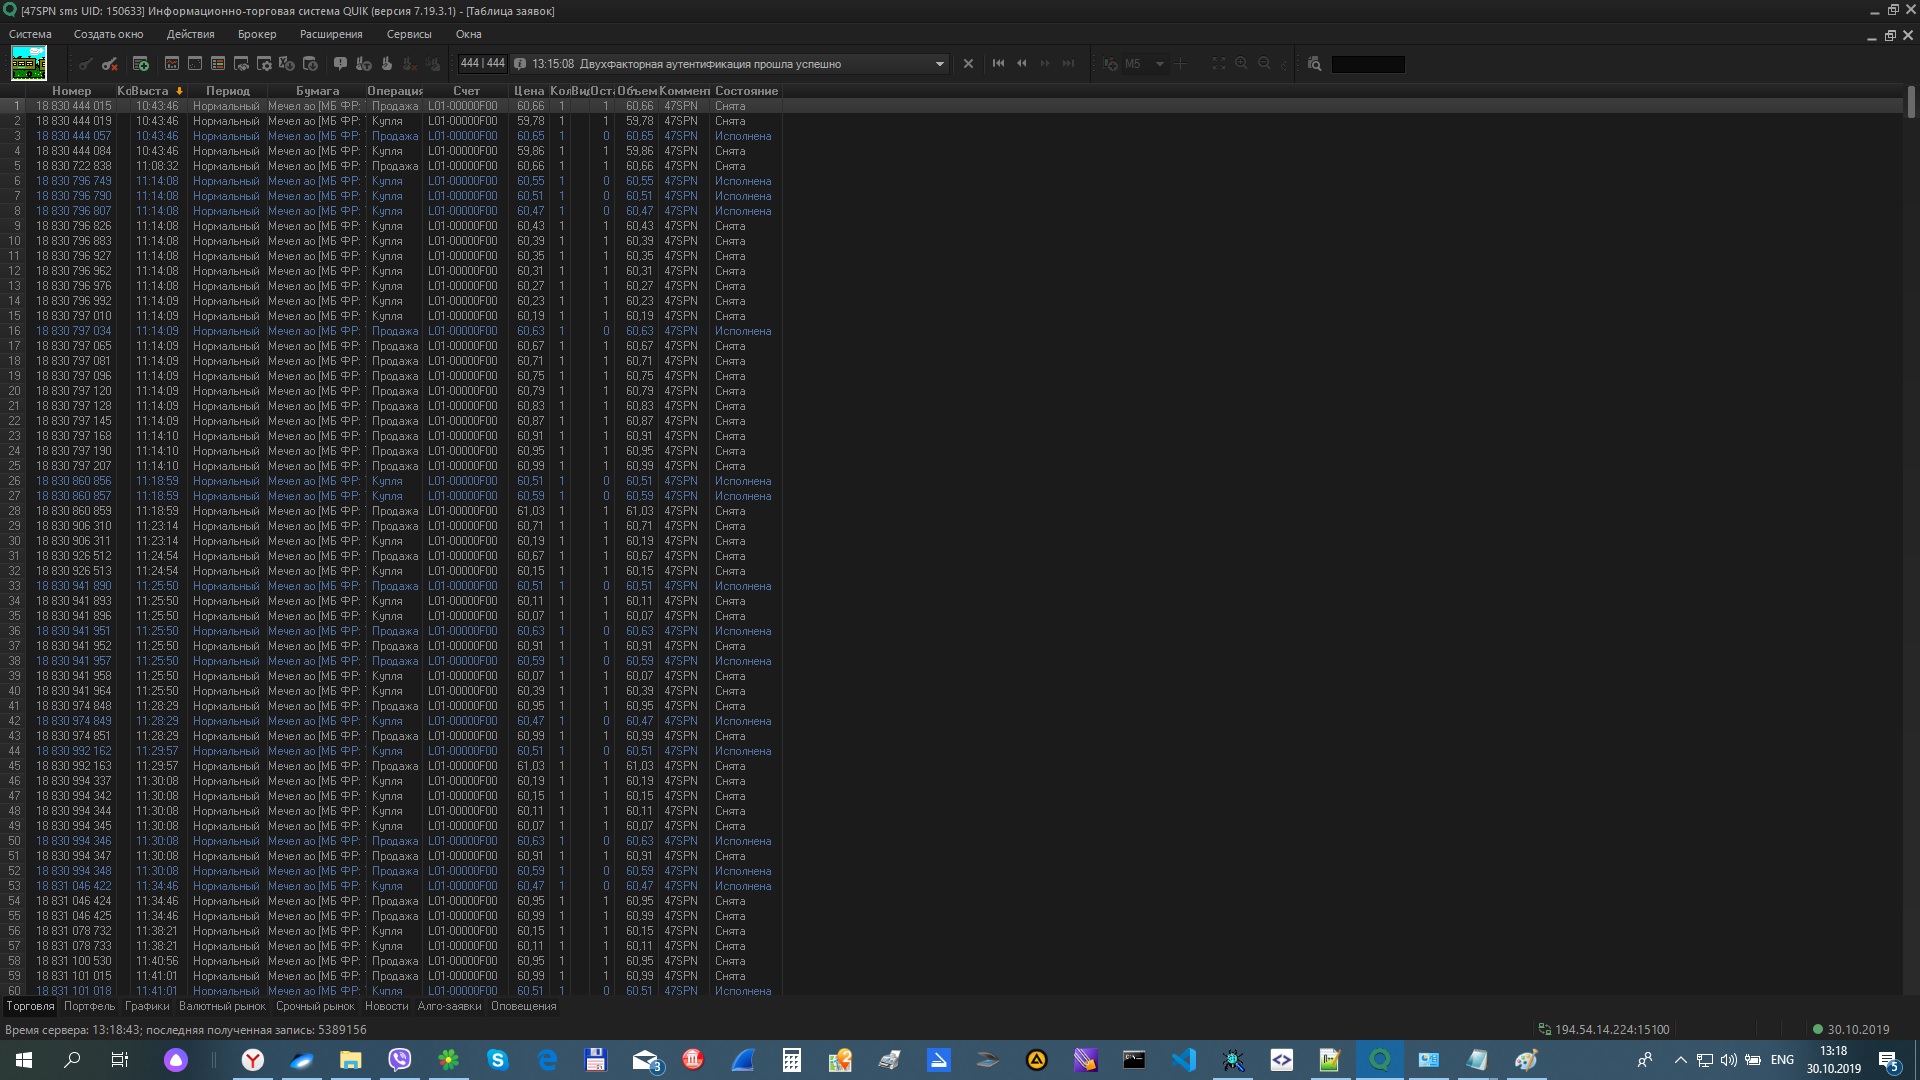 [47SPN sms UID: 150633] Информационно-торговая система QUIK (версия 7.19.3.1) - [Таблица заявок]
Система Создать окно Действия Брокер Расширения Сервисы Окна
444 | 444 13:15:08 Двухфакторная аутентификация прошла успешно M5
Номер Ко Выста Период Бумага Операция Счет Цена Кол Ви Оста Объем Коммент Состояние
1 18 830 444 015 10:43:46 Нормальный Мечел ао [МБ ФР: Продажа L01-00000F00 60,66 1 1 60,66 47SPN Снята
2 18 830 444 019 10:43:46 Нормальный Мечел ао [МБ ФР: Купля L01-00000F00 59,78 1 1 59,78 47SPN Снята
3 18 830 444 057 10:43:46 Нормальный Мечел ао [МБ ФР: Продажа L01-00000F00 60,65 1 0 60,65 47SPN Исполнена
4 18 830 444 084 10:43:46 Нормальный Мечел ао [МБ ФР: Купля L01-00000F00 59,86 1 1 59,86 47SPN Снята
5 18 830 722 838 11:08:32 Нормальный Мечел ао [МБ ФР: Продажа L01-00000F00 60,66 1 1 60,66 47SPN Снята
6 18 830 796 749 11:14:08 Нормальный Мечел ао [МБ ФР: Купля L01-00000F00 60,55 1 0 60,55 47SPN Исполнена
7 18 830 796 790 11:14:08 Нормальный Мечел ао [МБ ФР: Купля L01-00000F00 60,51 1 0 60,51 47SPN Исполнена
8 18 830 796 807 11:14:08 Нормальный Мечел ао [МБ ФР: Купля L01-00000F00 60,47 1 0 60,47 47SPN Исполнена
9 18 830 796 826 11:14:08 Нормальный Мечел ао [МБ ФР: Купля L01-00000F00 60,43 1 1 60,43 47SPN Снята
10 18 830 796 883 11:14:08 Нормальный Мечел ао [МБ ФР: Купля L01-00000F00 60,39 1 1 60,39 47SPN Снята
11 18 830 796 927 11:14:08 Нормальный Мечел ао [МБ ФР: Купля L01-00000F00 60,35 1 1 60,35 47SPN Снята
12 18 830 796 962 11:14:08 Нормальный Мечел ао [МБ ФР: Купля L01-00000F00 60,31 1 1 60,31 47SPN Снята
13 18 830 796 976 11:14:08 Нормальный Мечел ао [МБ ФР: Купля L01-00000F00 60,27 1 1 60,27 47SPN Снята
14 18 830 796 992 11:14:09 Нормальный Мечел ао [МБ ФР: Купля L01-00000F00 60,23 1 1 60,23 47SPN Снята
15 18 830 797 010 11:14:09 Нормальный Мечел ао [МБ ФР: Купля L01-00000F00 60,19 1 1 60,19 47SPN Снята
16 18 830 797 034 11:14:09 Нормальный Мечел ао [МБ ФР: Продажа L01-00000F00 60,63 1 0 60,63 47SPN Исполнена
17 18 830 797 065 11:14:09 Нормальный Мечел ао [МБ ФР: Продажа L01-00000F00 60,67 1 1 60,67 47SPN Снята
18 18 830 797 081 11:14:09 Нормальный Мечел ао [МБ ФР: Продажа L01-00000F00 60,71 1 1 60,71 47SPN Снята
19 18 830 797 096 11:14:09 Нормальный Мечел ао [МБ ФР: Продажа L01-00000F00 60,75 1 1 60,75 47SPN Снята
20 18 830 797 120 11:14:09 Нормальный Мечел ао [МБ ФР: Продажа L01-00000F00 60,79 1 1 60,79 47SPN Снята
21 18 830 797 128 11:14:09 Нормальный Мечел ао [МБ ФР: Продажа L01-00000F00 60,83 1 1 60,83 47SPN Снята
22 18 830 797 145 11:14:09 Нормальный Мечел ао [МБ ФР: Продажа L01-00000F00 60,87 1 1 60,87 47SPN Снята
23 18 830 797 168 11:14:10 Нормальный Мечел ао [МБ ФР: Продажа L01-00000F00 60,91 1 1 60,91 47SPN Снята
24 18 830 797 190 11:14:10 Нормальный Мечел ао [МБ ФР: Продажа L01-00000F00 60,95 1 1 60,95 47SPN Снята
25 18 830 797 207 11:14:10 Нормальный Мечел ао [МБ ФР: Продажа L01-00000F00 60,99 1 1 60,99 47SPN Снята
26 18 830 860 856 11:18:59 Нормальный Мечел ао [МБ ФР: Купля L01-00000F00 60,51 1 0 60,51 47SPN Исполнена
27 18 830 860 857 11:18:59 Нормальный Мечел ао [МБ ФР: Купля L01-00000F00 60,59 1 0 60,59 47SPN Исполнена
28 18 830 860 859 11:18:59 Нормальный Мечел ао [МБ ФР: Продажа L01-00000F00 61,03 1 1 61,03 47SPN Снята
29 18 830 906 310 11:23:14 Нормальный Мечел ао [МБ ФР: Продажа L01-00000F00 60,71 1 1 60,71 47SPN Снята
30 18 830 906 311 11:23:14 Нормальный Мечел ао [МБ ФР: Купля L01-00000F00 60,19 1 1 60,19 47SPN Снята
31 18 830 926 512 11:24:54 Нормальный Мечел ао [МБ ФР: Продажа L01-00000F00 60,67 1 1 60,67 47SPN Снята
32 18 830 926 513 11:24:54 Нормальный Мечел ао [МБ ФР: Купля L01-00000F00 60,15 1 1 60,15 47SPN Снята
33 18 830 941 890 11:25:50 Нормальный Мечел ао [МБ ФР: Продажа L01-00000F00 60,51 1 0 60,51 47SPN Исполнена
34 18 830 941 893 11:25:50 Нормальный Мечел ао [МБ ФР: Купля L01-00000F00 60,11 1 1 60,11 47SPN Снята
35 18 830 941 896 11:25:50 Нормальный Мечел ао [МБ ФР: Купля L01-00000F00 60,07 1 1 60,07 47SPN Снята
36 18 830 941 951 11:25:50 Нормальный Мечел ао [МБ ФР: Продажа L01-00000F00 60,63 1 0 60,63 47SPN Исполнена
37 18 830 941 952 11:25:50 Нормальный Мечел ао [МБ ФР: Продажа L01-00000F00 60,91 1 1 60,91 47SPN Снята
38 18 830 941 957 11:25:50 Нормальный Мечел ао [МБ ФР: Продажа L01-00000F00 60,59 1 0 60,59 47SPN Исполнена
39 18 830 941 958 11:25:50 Нормальный Мечел ао [МБ ФР: Купля L01-00000F00 60,07 1 1 60,07 47SPN Снята
40 18 830 941 964 11:25:50 Нормальный Мечел ао [МБ ФР: Купля L01-00000F00 60,39 1 1 60,39 47SPN Снята
41 18 830 974 848 11:28:29 Нормальный Мечел ао [МБ ФР: Продажа L01-00000F00 60,95 1 1 60,95 47SPN Снята
42 18 830 974 849 11:28:29 Нормальный Мечел ао [МБ ФР: Купля L01-00000F00 60,47 1 0 60,47 47SPN Исполнена
43 18 830 974 851 11:28:29 Нормальный Мечел ао [МБ ФР: Продажа L01-00000F00 60,99 1 1 60,99 47SPN Снята
44 18 830 992 162 11:29:57 Нормальный Мечел ао [МБ ФР: Купля L01-00000F00 60,51 1 0 60,51 47SPN Исполнена
45 18 830 992 163 11:29:57 Нормальный Мечел ао [МБ ФР: Продажа L01-00000F00 61,03 1 1 61,03 47SPN Снята
46 18 830 994 337 11:30:08 Нормальный Мечел ао [МБ ФР: Купля L01-00000F00 60,19 1 1 60,19 47SPN Снята
47 18 830 994 342 11:30:08 Нормальный Мечел ао [МБ ФР: Купля L01-00000F00 60,15 1 1 60,15 47SPN Снята
48 18 830 994 344 11:30:08 Нормальный Мечел ао [МБ ФР: Купля L01-00000F00 60,11 1 1 60,11 47SPN Снята
49 18 830 994 345 11:30:08 Нормальный Мечел ао [МБ ФР: Купля L01-00000F00 60,07 1 1 60,07 47SPN Снята
50 18 830 994 346 11:30:08 Нормальный Мечел ао [МБ ФР: Продажа L01-00000F00 60,63 1 0 60,63 47SPN Исполнена
51 18 830 994 347 11:30:08 Нормальный Мечел ао [МБ ФР: Продажа L01-00000F00 60,91 1 1 60,91 47SPN Снята
52 18 830 994 348 11:30:08 Нормальный Мечел ао [МБ ФР: Продажа L01-00000F00 60,59 1 0 60,59 47SPN Исполнена
53 18 831 046 422 11:34:46 Нормальный Мечел ао [МБ ФР: Купля L01-00000F00 60,47 1 0 60,47 47SPN Исполнена
54 18 831 046 424 11:34:46 Нормальный Мечел ао [МБ ФР: Продажа L01-00000F00 60,95 1 1 60,95 47SPN Снята
55 18 831 046 425 11:34:46 Нормальный Мечел ао [МБ ФР: Продажа L01-00000F00 60,99 1 1 60,99 47SPN Снята
56 18 831 078 732 11:38:21 Нормальный Мечел ао [МБ ФР: Купля L01-00000F00 60,15 1 1 60,15 47SPN Снята
57 18 831 078 733 11:38:21 Нормальный Мечел ао [МБ ФР: Купля L01-00000F00 60,11 1 1 60,11 47SPN Снята
58 18 831 100 530 11:40:56 Нормальный Мечел ао [МБ ФР: Продажа L01-00000F00 60,95 1 1 60,95 47SPN Снята
59 18 831 101 015 11:41:01 Нормальный Мечел ао [МБ ФР: Продажа L01-00000F00 60,99 1 1 60,99 47SPN Снята
60 18 831 101 018 11:41:01 Нормальный Мечел ао [МБ ФР: Купля L01-00000F00 60,51 1 0 60,51 47SPN Исполнена
Торговля Портфель Графики Валютный рынок Срочный рынок Новости Алго-заявки Оповещения
Время сервера: 13:18:43; последняя полученная запись: 5389156 194.54.14.224:15100 30.10.2019
3 ENG 13:18 5
30.10.2019